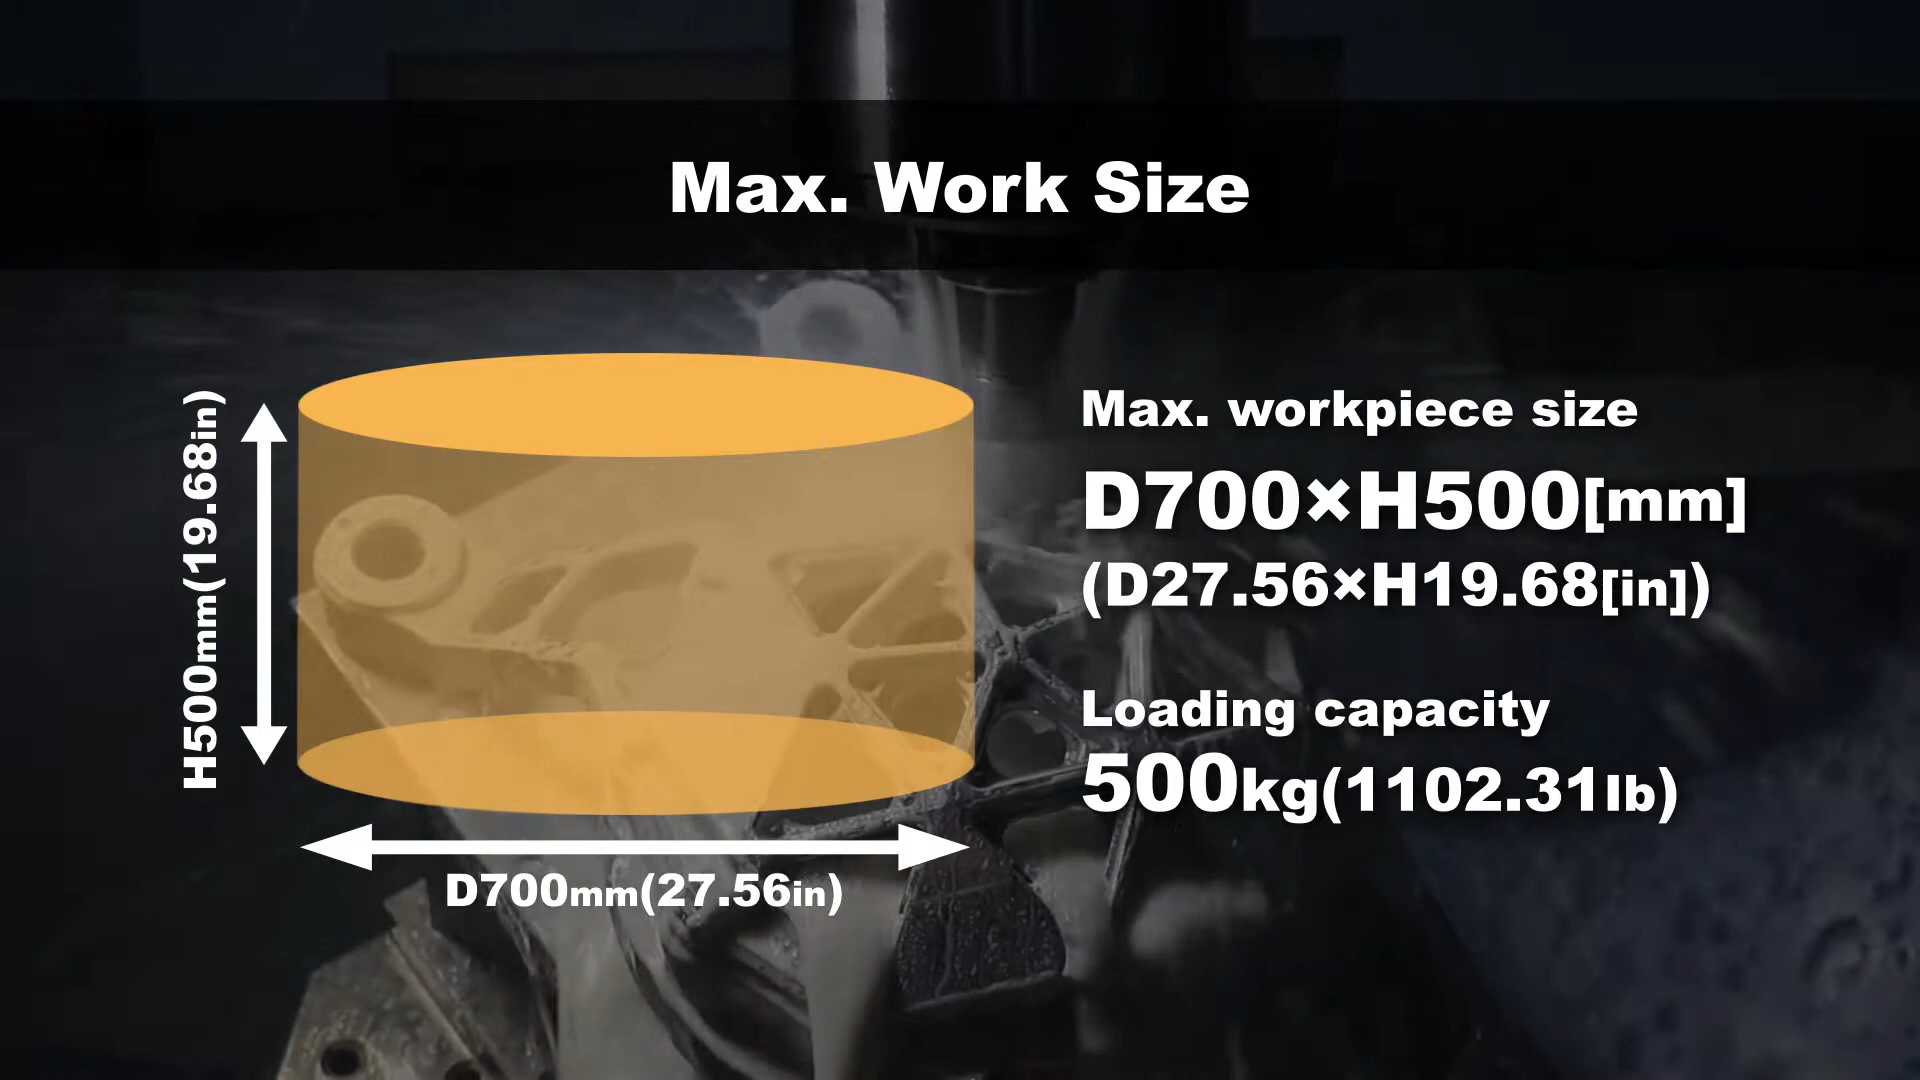 Max. Work Size
H500mm(19.68in)
D700mm(27.56in)
Max. workpiece size
D700×H500[mm]
(D27.56×H19.68[in])
Loading capacity
500kg(1102.31lb)